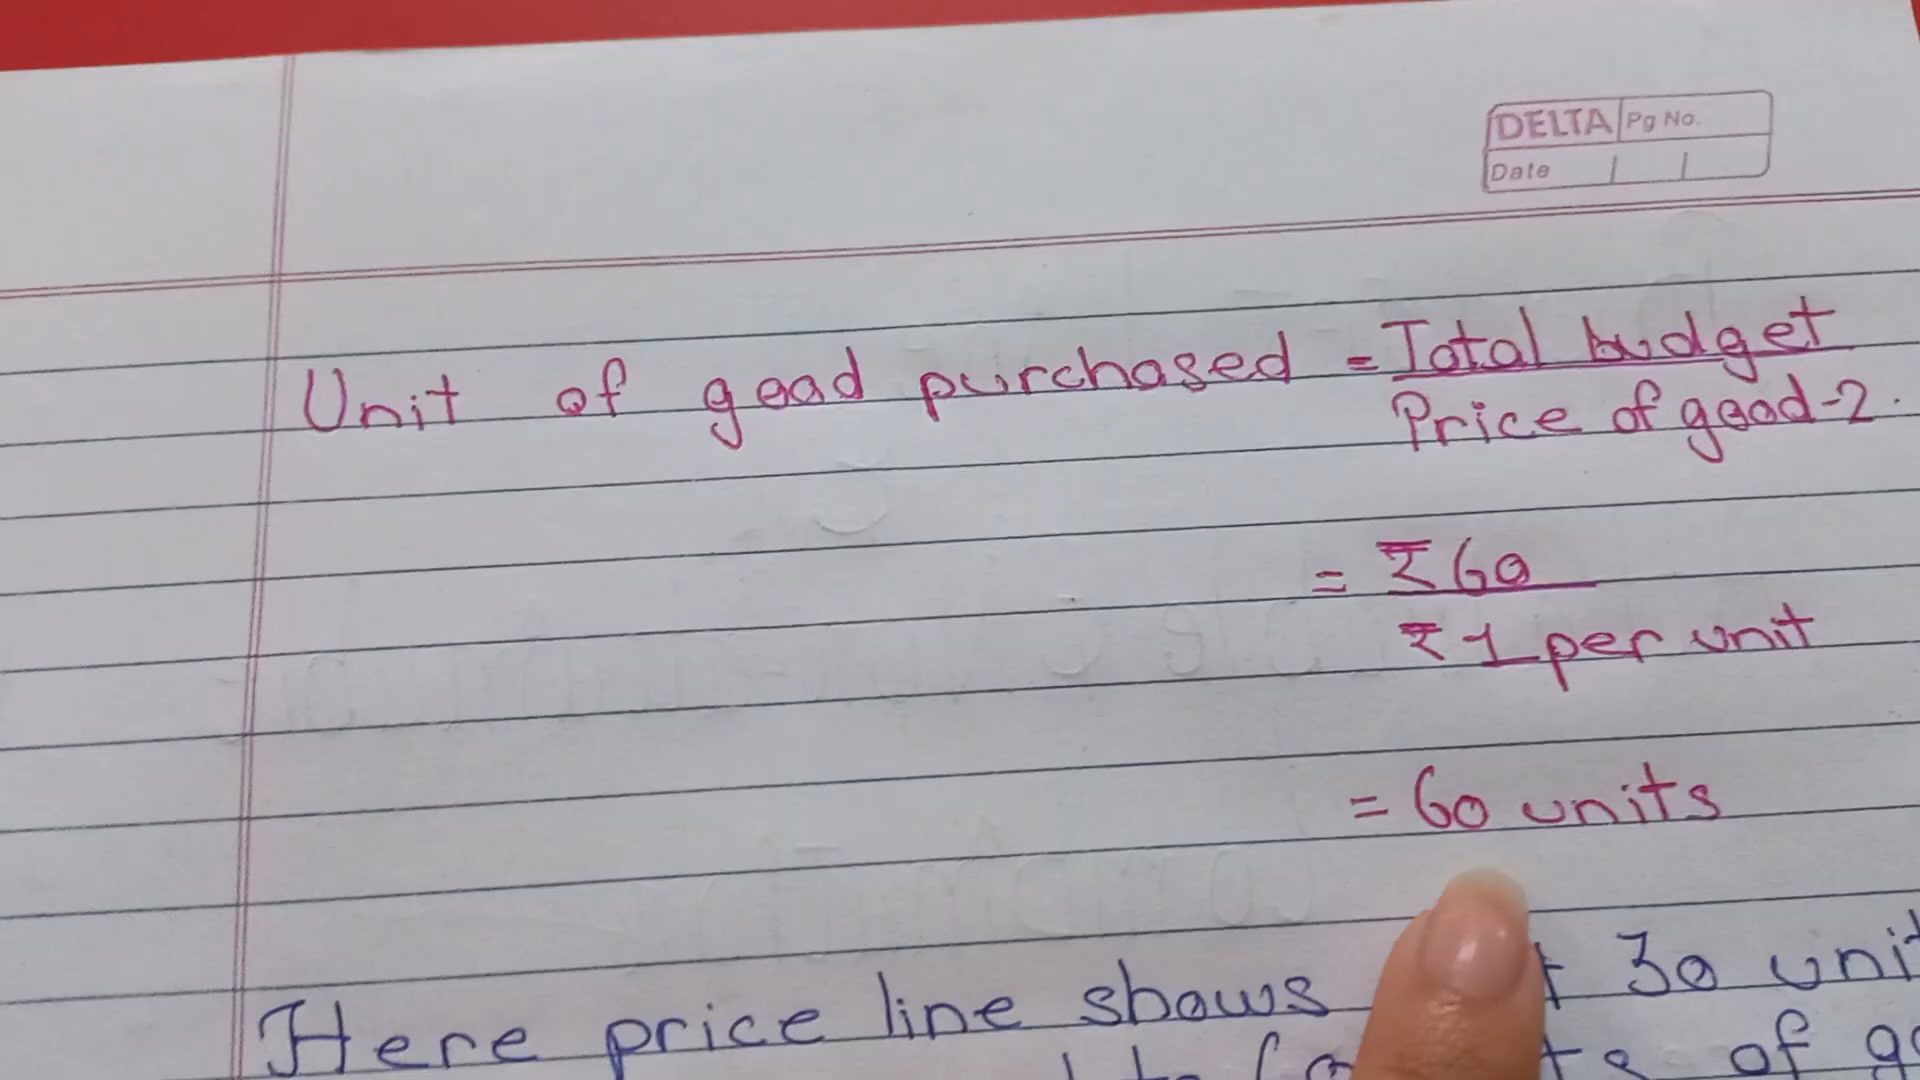 DELTA Pg No.
Date
Unit of good purchased = Total budget
Price of good-2.
= ₹60
₹1 per unit
= 60 units
Here price line shows 30
of